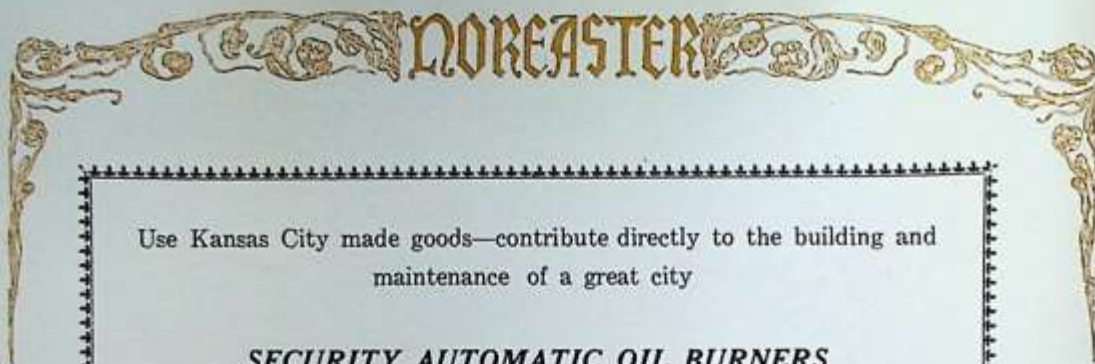 NOREASTER
Use Kansas City made goods—contribute directly to the building and
maintenance of a great city
SECURITY AUTOMATIC OIL BURNERS